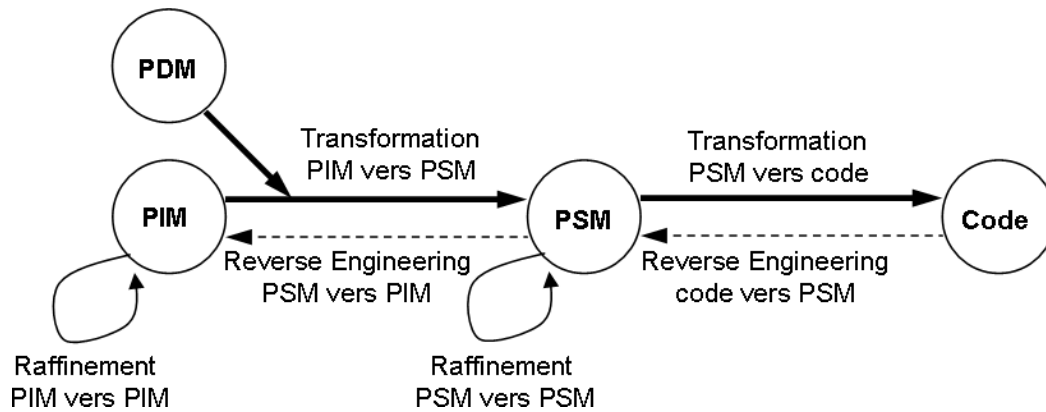 PDM
Transformation
PIM vers PSM
Transformation
PSM vers code
PIM
PSM
Code
Reverse Engineering
PSM vers PIM
Reverse Engineering
code vers PSM
Raffinement
PIM vers PIM
Raffinement
PSM vers PSM